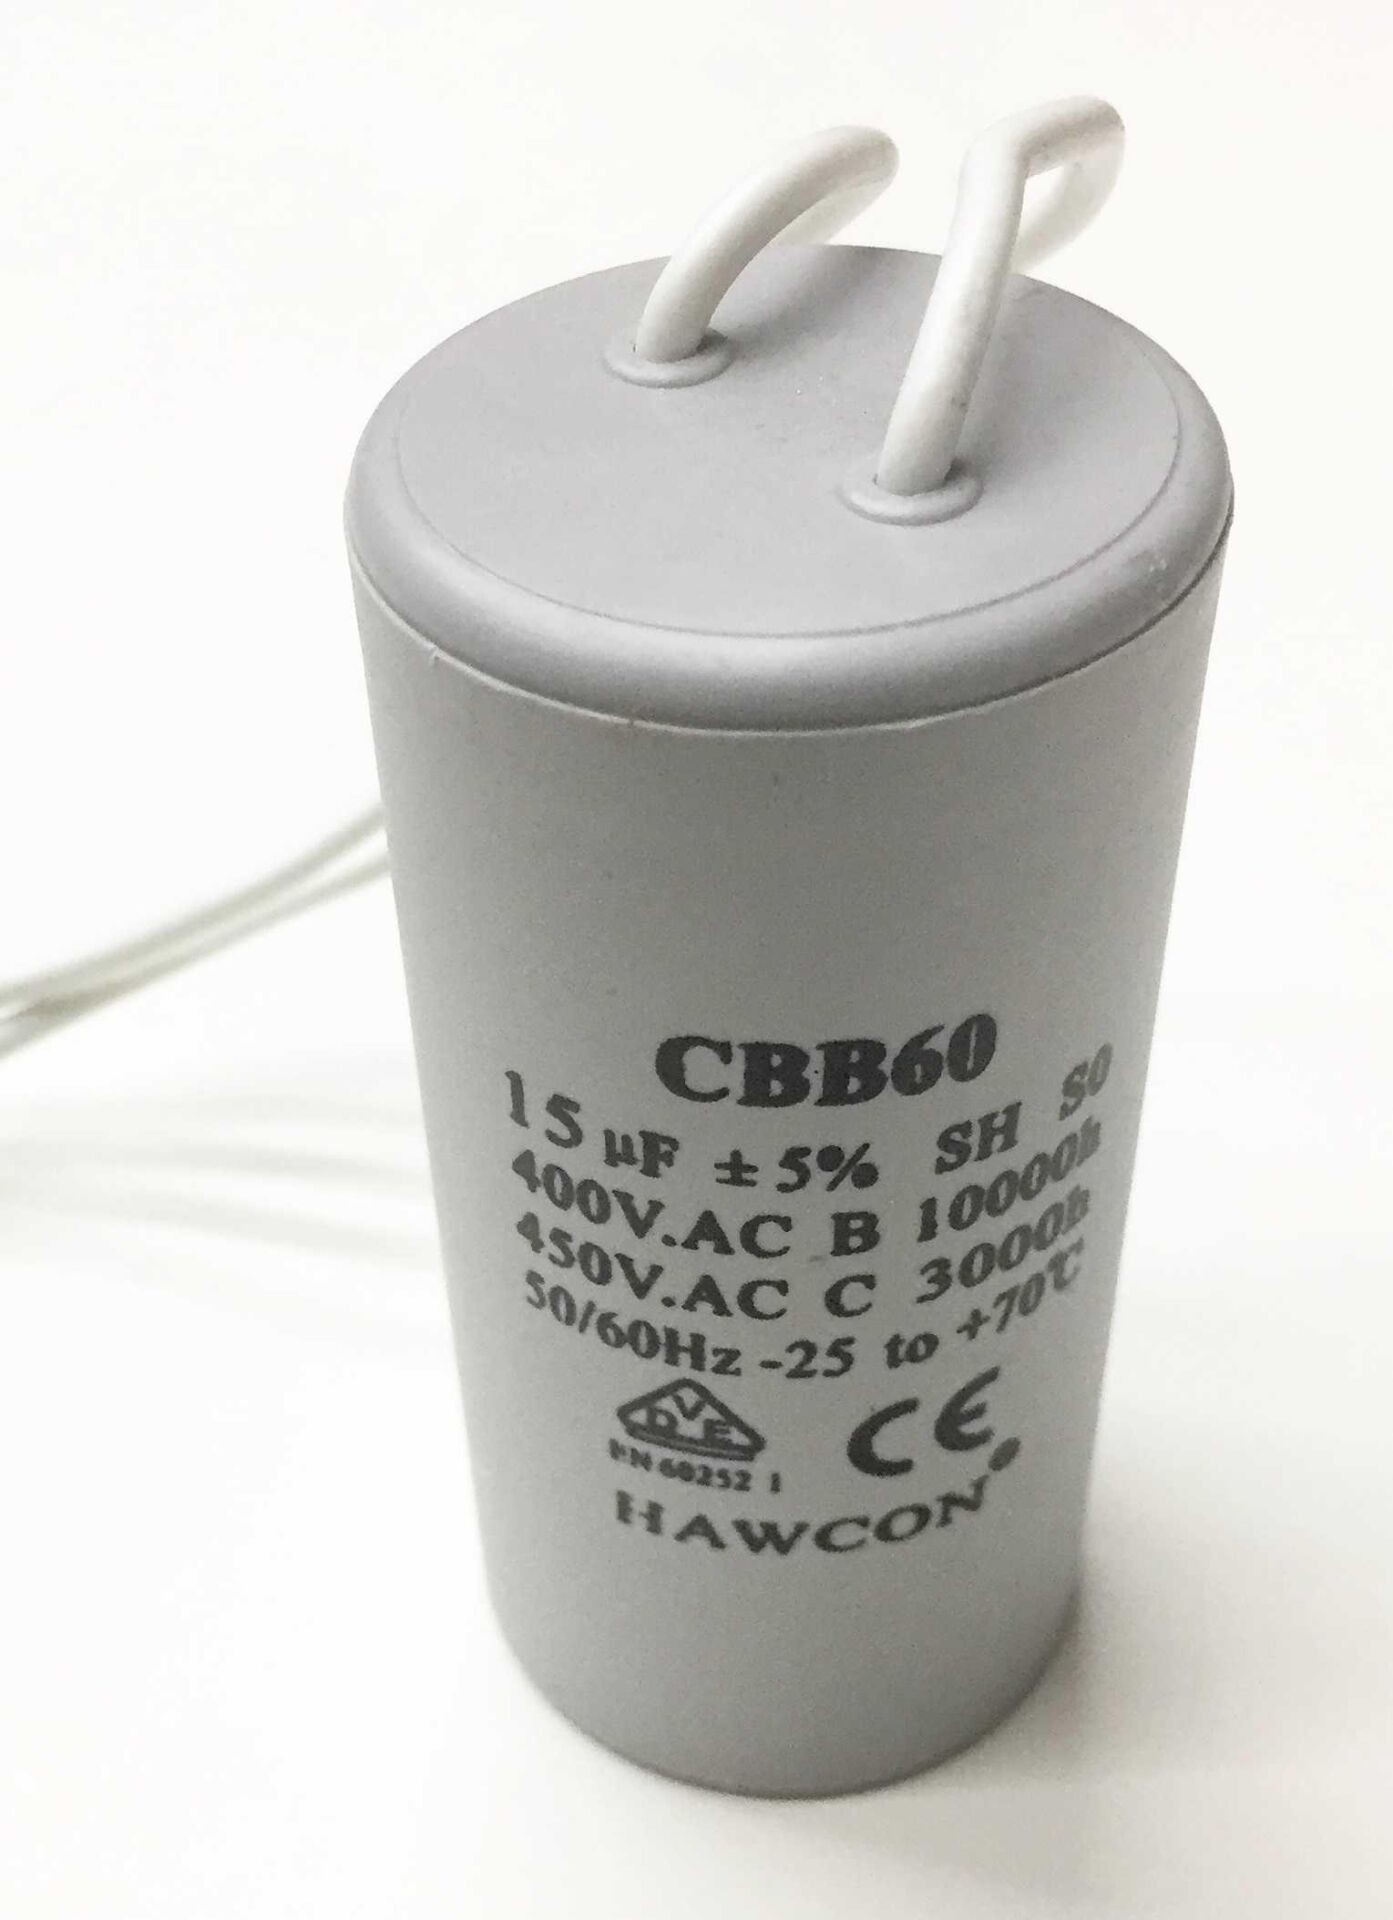 CBB60
15 µF ±5% SH S0
400V.AC B 10000h
450V.AC C 3000h
50/60Hz -25 to +70℃
VDE
EN 60252 1
CE
HAWCON